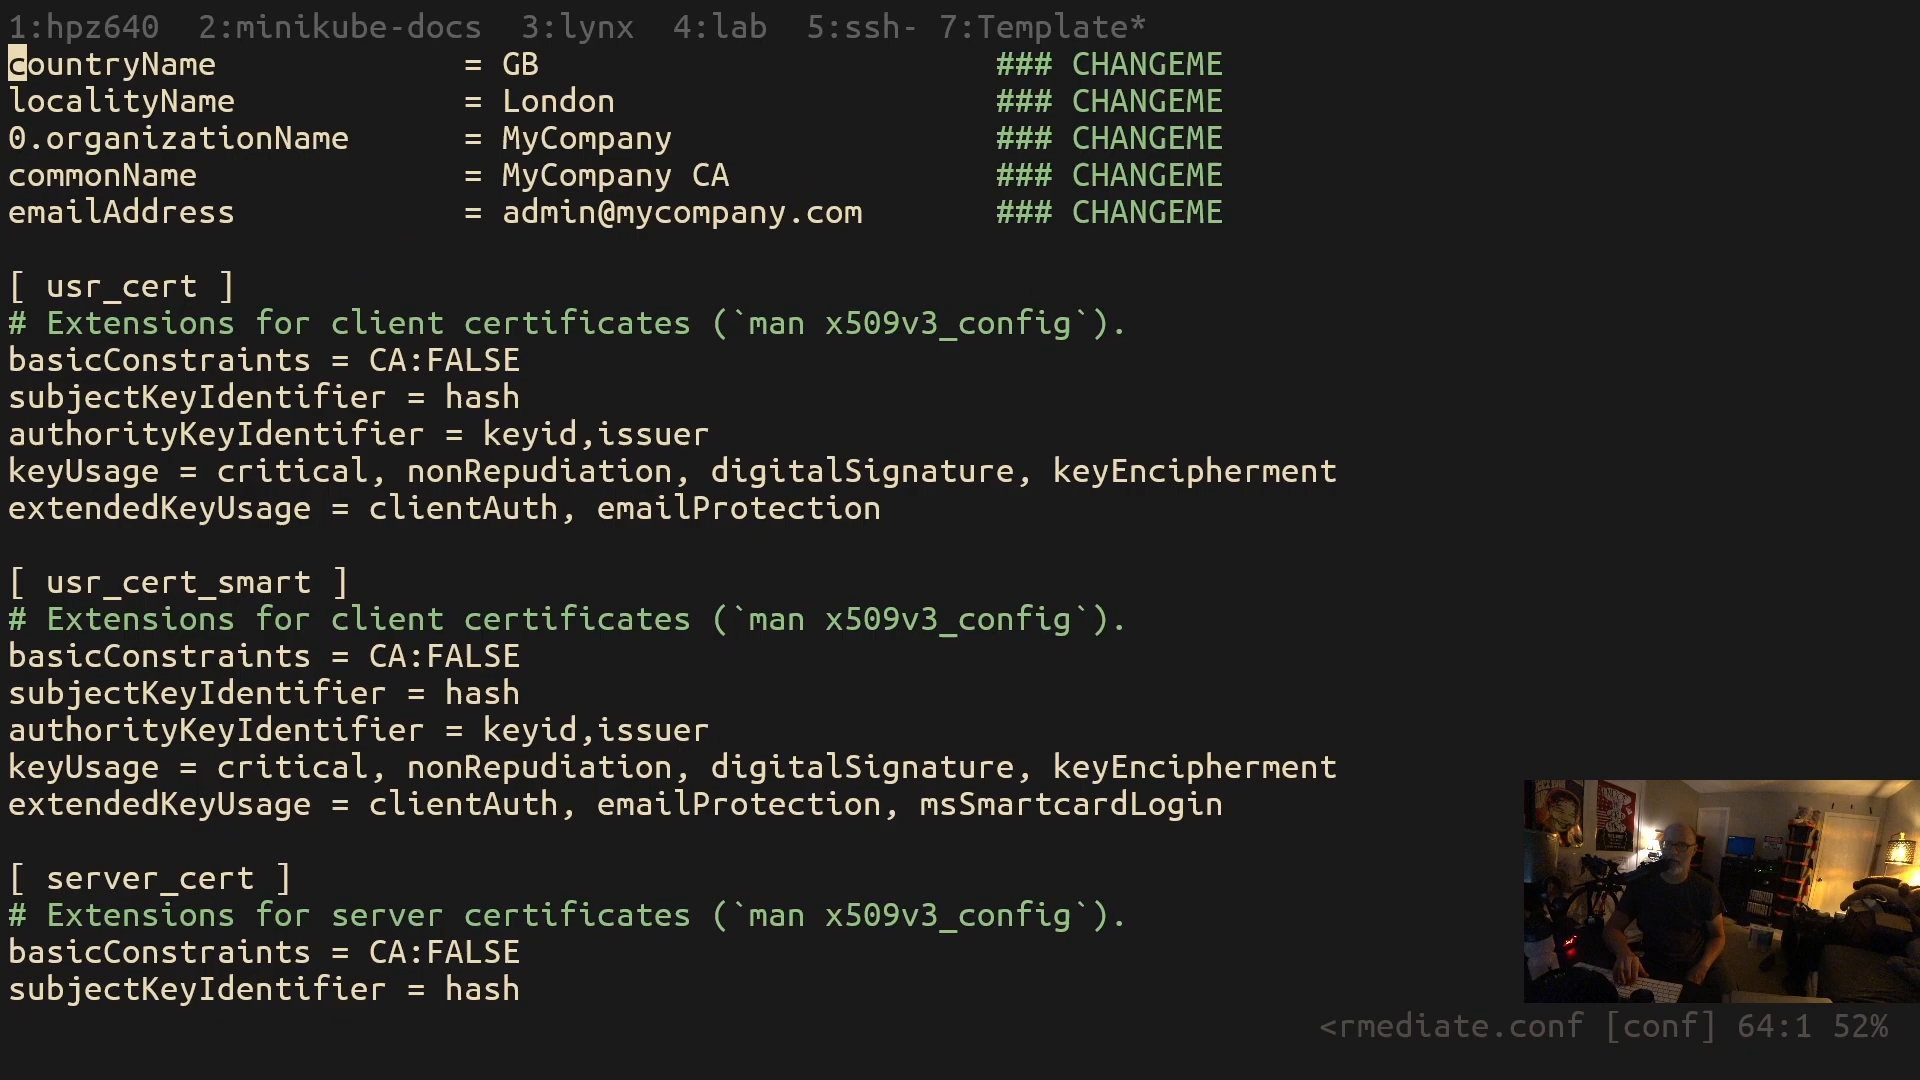 1:hpz640  2:minikube-docs  3:lynx  4:lab  5:ssh- 7:Template*
countryName             = GB                        ### CHANGEME
localityName            = London                    ### CHANGEME
0.organizationName      = MyCompany                 ### CHANGEME
commonName              = MyCompany CA              ### CHANGEME
emailAddress            = admin@mycompany.com       ### CHANGEME
[ usr_cert ]
# Extensions for client certificates (`man x509v3_config`).
basicConstraints = CA:FALSE
subjectKeyIdentifier = hash
authorityKeyIdentifier = keyid,issuer
keyUsage = critical, nonRepudiation, digitalSignature, keyEncipherment
extendedKeyUsage = clientAuth, emailProtection
[ usr_cert_smart ]
# Extensions for client certificates (`man x509v3_config`).
basicConstraints = CA:FALSE
subjectKeyIdentifier = hash
authorityKeyIdentifier = keyid,issuer
keyUsage = critical, nonRepudiation, digitalSignature, keyEncipherment
extendedKeyUsage = clientAuth, emailProtection, msSmartcardLogin
[ server_cert ]
# Extensions for server certificates (`man x509v3_config`).
basicConstraints = CA:FALSE
subjectKeyIdentifier = hash
<rmediate.conf [conf] 64:1 52%